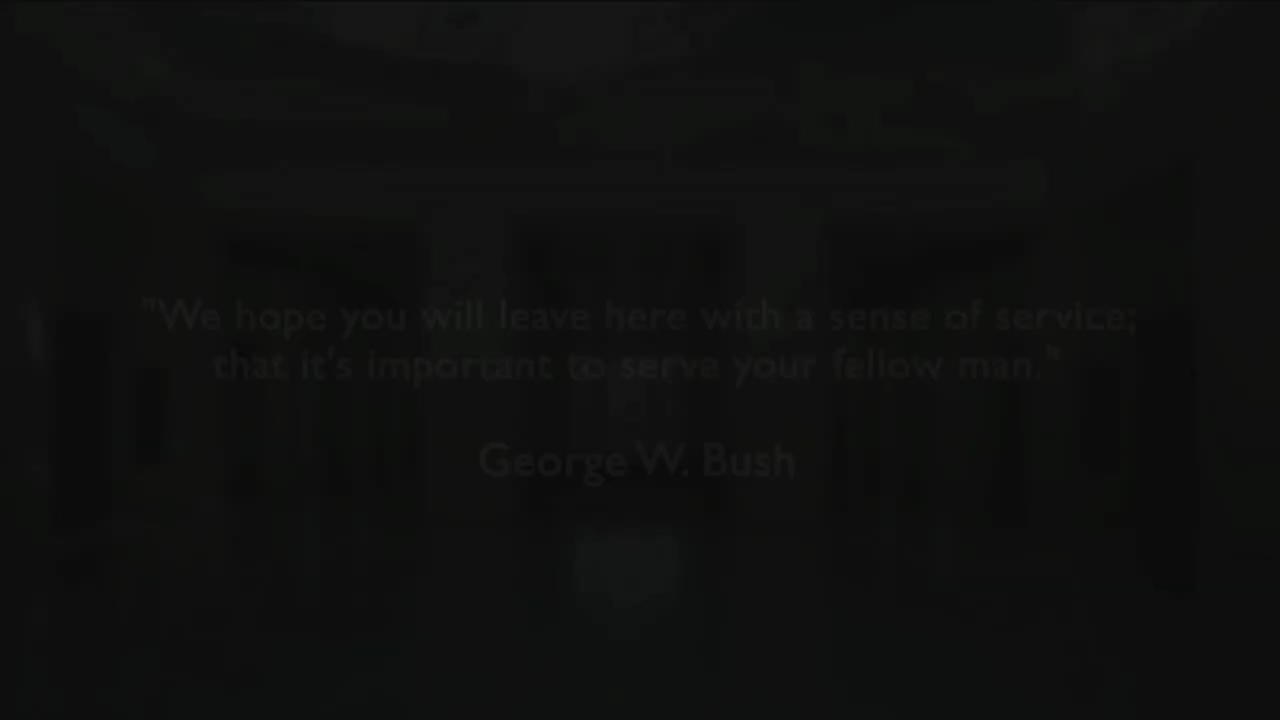 "We hope you will leave here with a sense of service;
that it's important to serve your fellow man."
George W. Bush